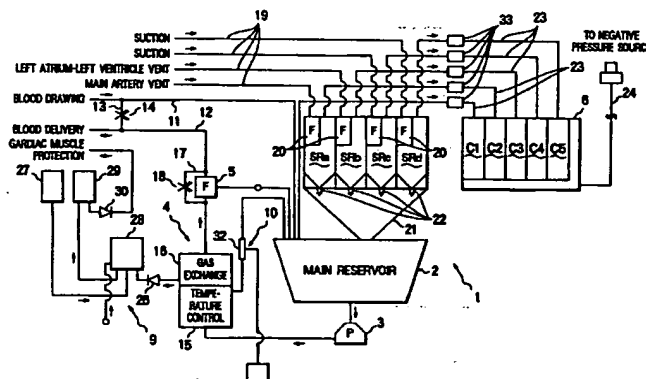 19
33
23
SUCTION
SUCTION
LEFT ATRIUM-LEFT VENTRICLE VENT
MAIN ARTERY VENT
BLOOD DRAWING
13
14
11
12
BLOOD DELIVERY
CARDIAC MUSCLE
PROTECTION
TO NEGATIVE
PRESSURE SOURCE
24
23
6
F F F F
20 20
SRa SRb SRc SRd
C1 C2 C3 C4 C5
27 29
30
17
18
F
5
4
10
32
22
21
28
26
16
GAS
EXCHANGE
TEMPE-
RATURE
CONTROL
15
9
MAIN RESERVOIR
2
1
P
3